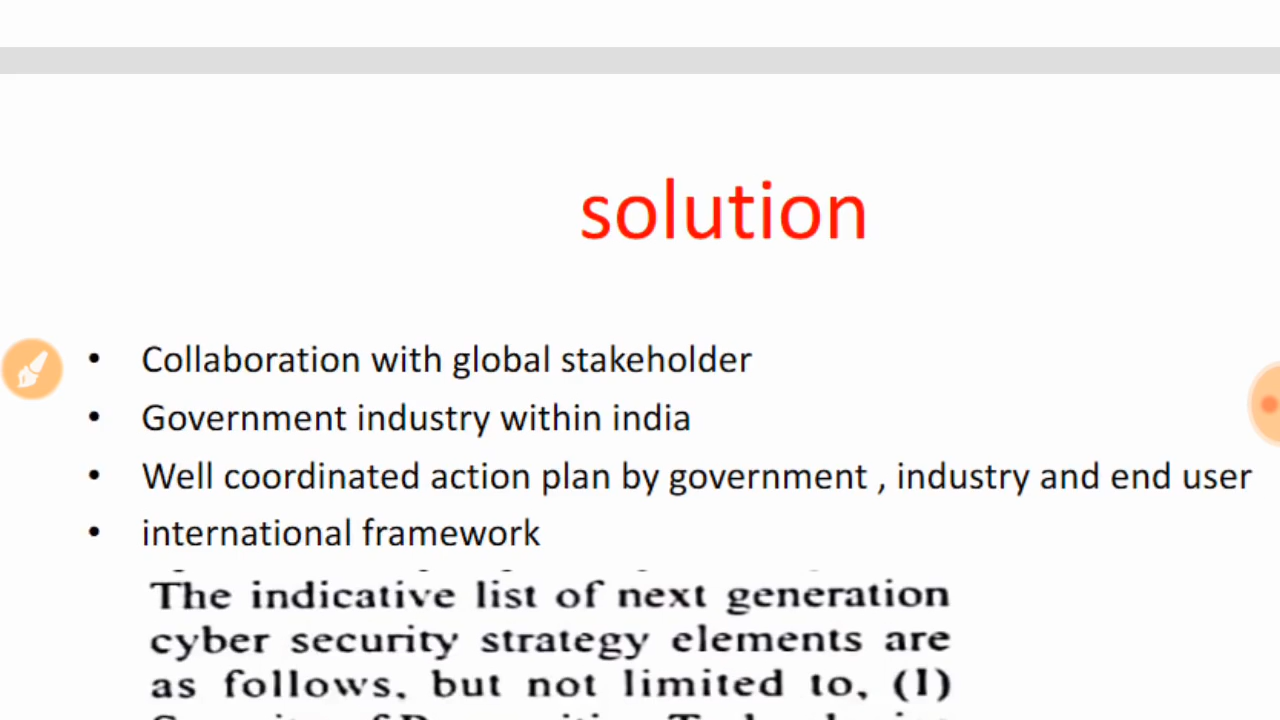 solution
• Collaboration with global stakeholder
• Government industry within india
• Well coordinated action plan by government , industry and end user
• international framework
The indicative list of next generation
cyber security strategy elements are
as follows, but not limited to, (1)